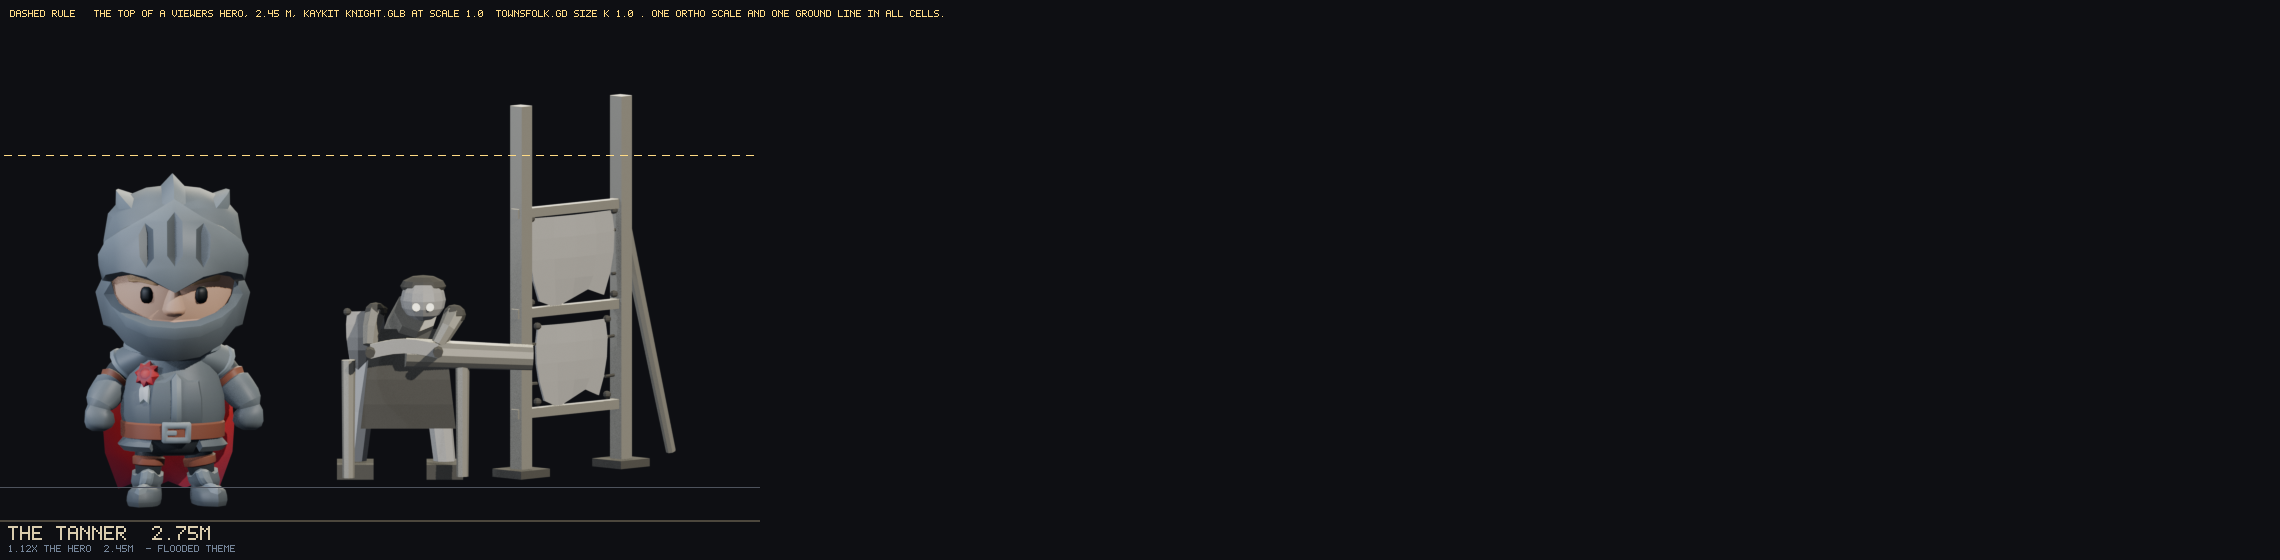 DASHED RULE THE TOP OF A VIEWERS HERO, 2.45 M, KAYKIT KNIGHT.GLB AT SCALE 1.0 TOWNSFOLK.GD SIZE K 1.0 . ONE ORTHO SCALE AND ONE GROUND LINE IN ALL CELLS.
THE TANNER 2.75M
1.12X THE HERO 2.45M - FLOODED THEME